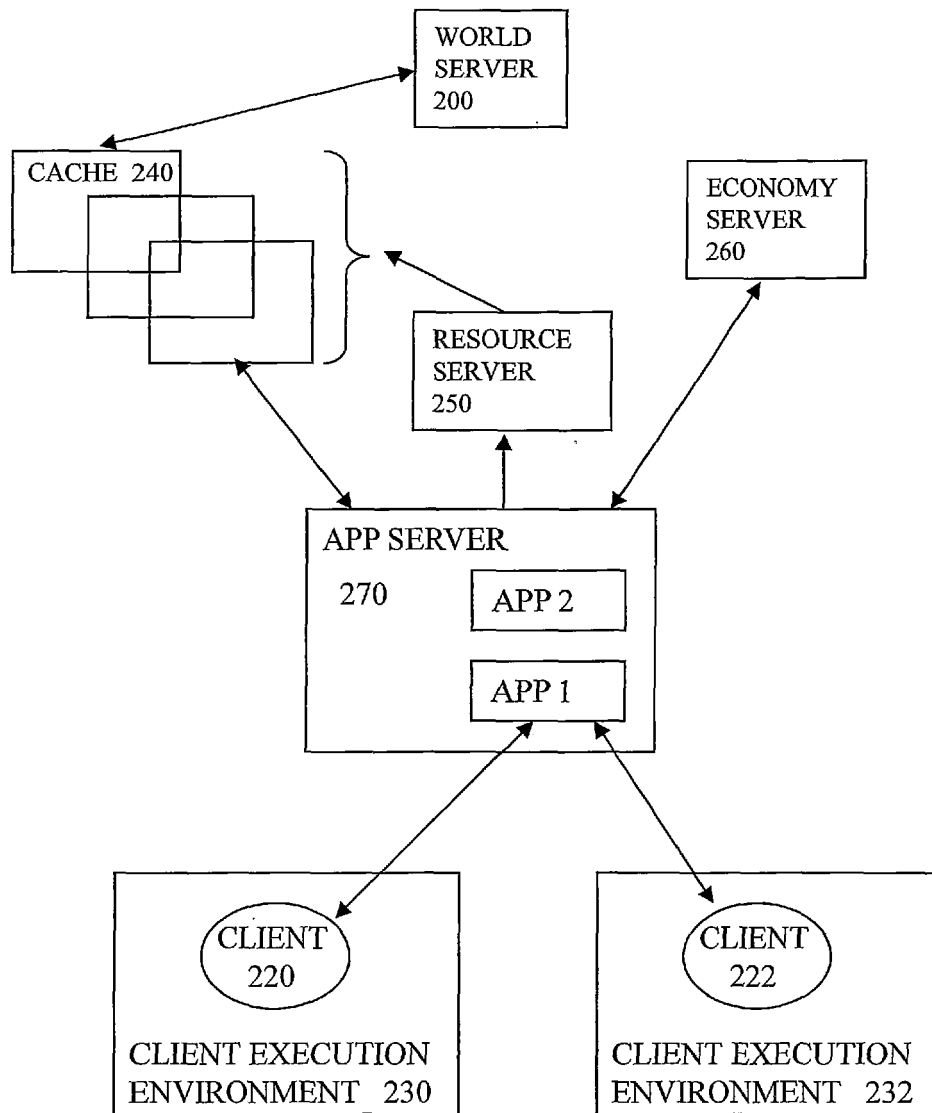 WORLD
SERVER
200
CACHE 240
ECONOMY
SERVER
260
RESOURCE
SERVER
250
APP SERVER
270
APP 2
APP 1
CLIENT
220
CLIENT EXECUTION
ENVIRONMENT 230
CLIENT
222
CLIENT EXECUTION
ENVIRONMENT 232